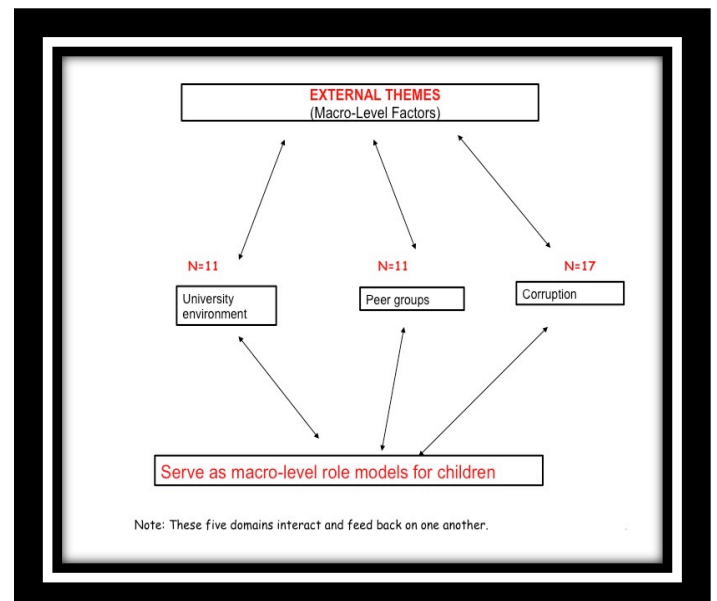 EXTERNAL THEMES
(Macro-Level Factors)
N=11
N=11
N=17
University
environment
Peer groups
Corruption
Serve as macro-level role models for children
Note: These five domains interact and feed back on one another.